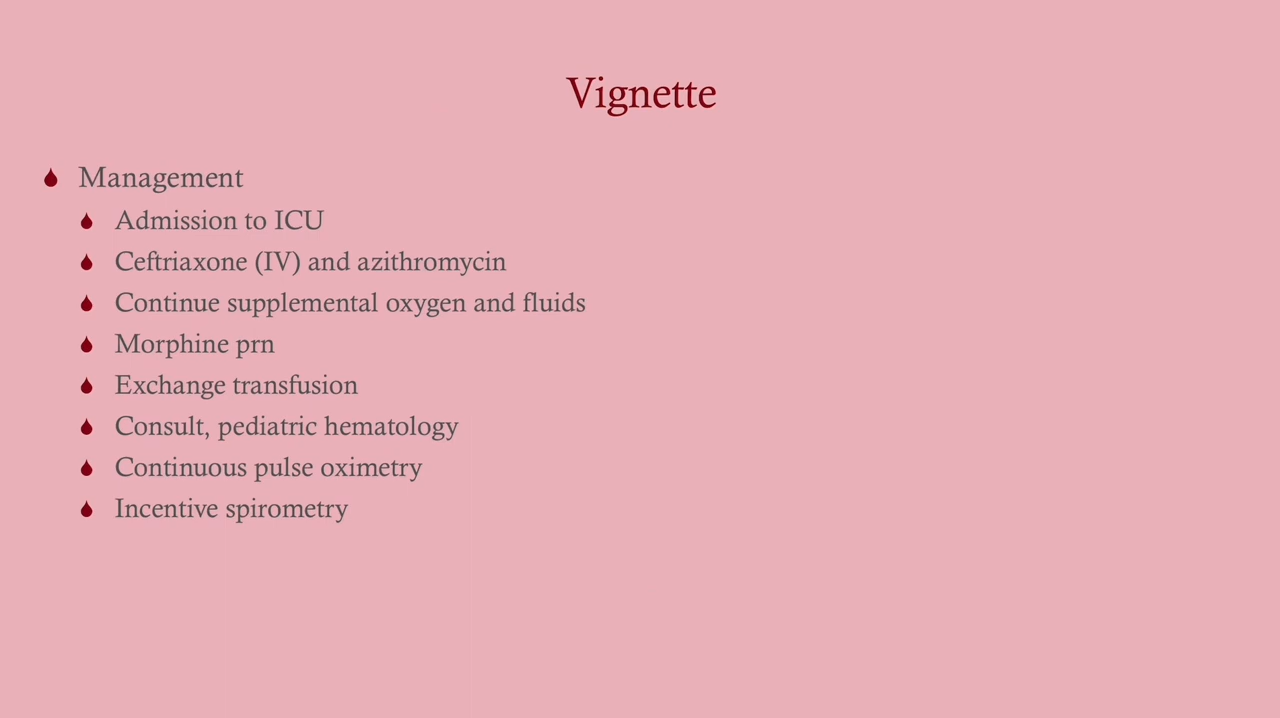 Vignette
Management
Admission to ICU
Ceftriaxone (IV) and azithromycin
Continue supplemental oxygen and fluids
Morphine prn
Exchange transfusion
Consult, pediatric hematology
Continuous pulse oximetry
Incentive spirometry